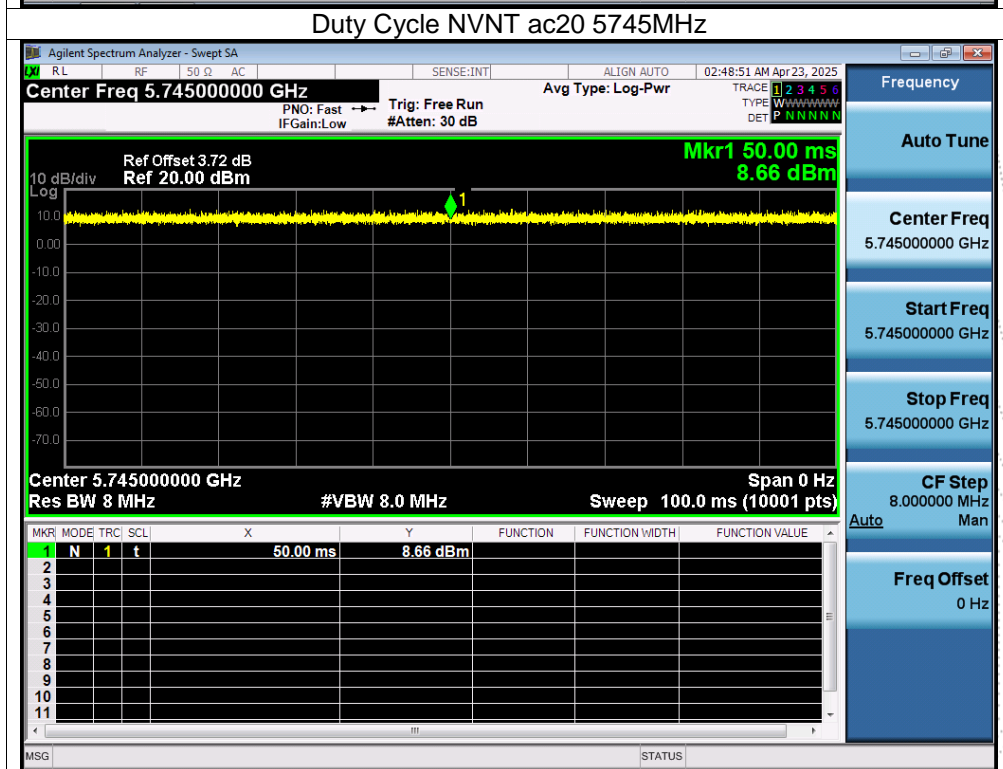 Duty Cycle NVNT ac20 5745MHz
Agilent Spectrum Analyzer - Swept SA
LXI RL RF 50 Ω AC SENSE:INT ALIGN AUTO 02:48:51 AM Apr 23, 2025
Center Freq 5.745000000 GHz Avg Type: Log-Pwr TRACE 1 2 3 4 5 6
PNO: Fast Trig: Free Run TYPE WWWWWWW
IFGain:Low #Atten: 30 dB DET P N N N N N
Frequency
Auto Tune
Center Freq
5.745000000 GHz
Start Freq
5.745000000 GHz
Stop Freq
5.745000000 GHz
CF Step
8.000000 MHz
Auto Man
Freq Offset
0 Hz
Mkr1 50.00 ms
8.66 dBm
Ref Offset 3.72 dB
10 dB/div Ref 20.00 dBm
Log
1
10.0
0.00
-10.0
-20.0
-30.0
-40.0
-50.0
-60.0
-70.0
Center 5.745000000 GHz Span 0 Hz
Res BW 8 MHz #VBW 8.0 MHz Sweep 100.0 ms (10001 pts)
MKR MODE TRC SCL X Y FUNCTION FUNCTION WIDTH FUNCTION VALUE
1 N 1 t 50.00 ms 8.66 dBm
2
3
4
5
6
7
8
9
10
11
MSG STATUS